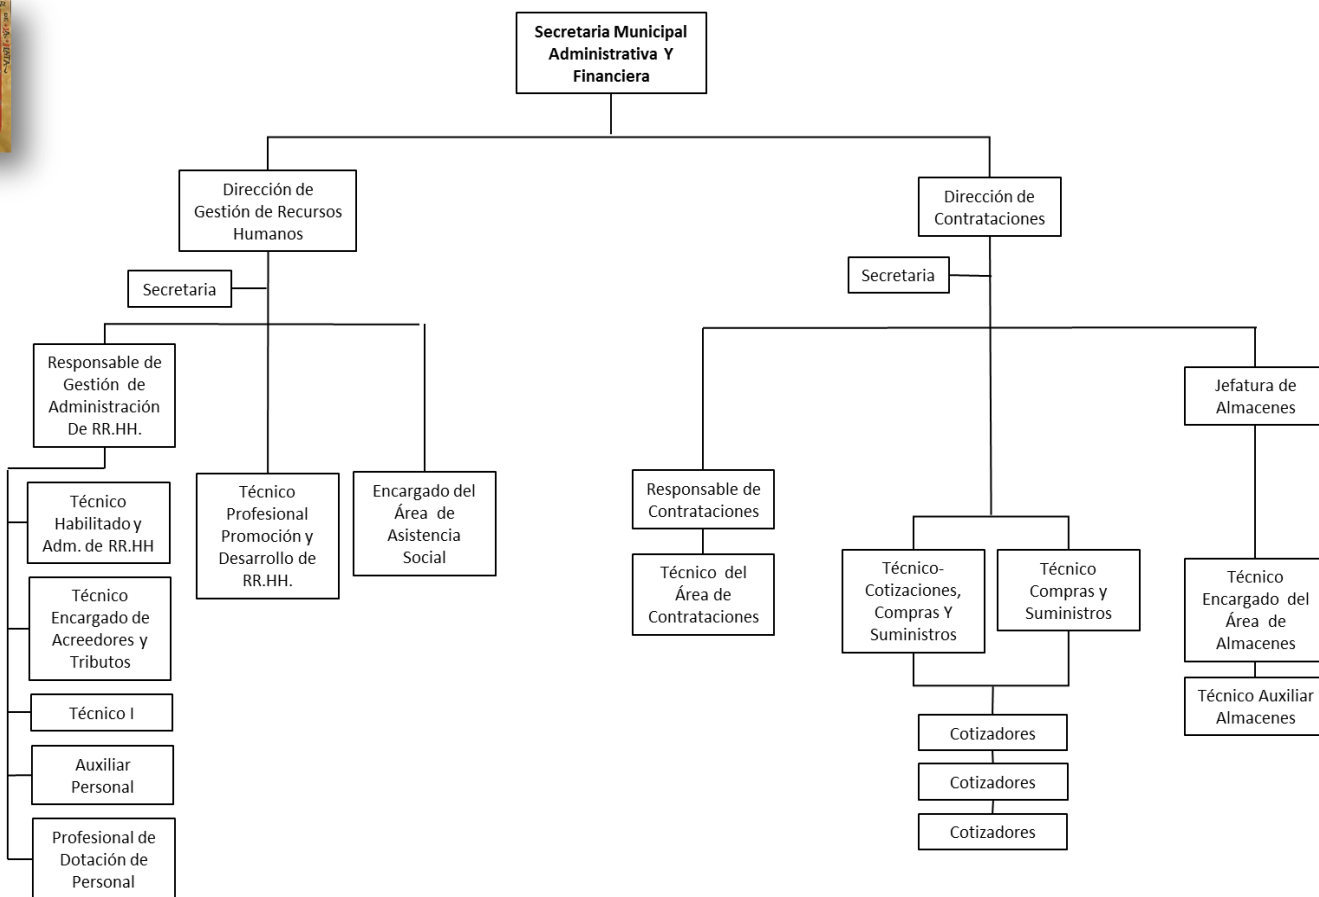 Secretaria Municipal
Administrativa Y
Financiera
Dirección de
Gestión de Recursos
Humanos
Dirección de
Contrataciones
Secretaria
Secretaria
Responsable de
Gestión de
Administración
De RR.HH.
Jefatura de
Almacenes
Técnico
Habilitado y
Adm. de RR.HH
Técnico
Profesional
Promoción y
Desarrollo de
RR.HH.
Encargado del
Área de
Asistencia
Social
Responsable de
Contrataciones
Técnico del
Área de
Contrataciones
Técnico-
Cotizaciones,
Compras Y
Suministros
Técnico
Compras y
Suministros
Técnico
Encargado del
Área de
Almacenes
Técnico
Encargado de
Acreedores y
Tributos
Técnico Auxiliar
Almacenes
Técnico I
Cotizadores
Auxiliar
Personal
Cotizadores
Cotizadores
Profesional de
Dotación de
Personal